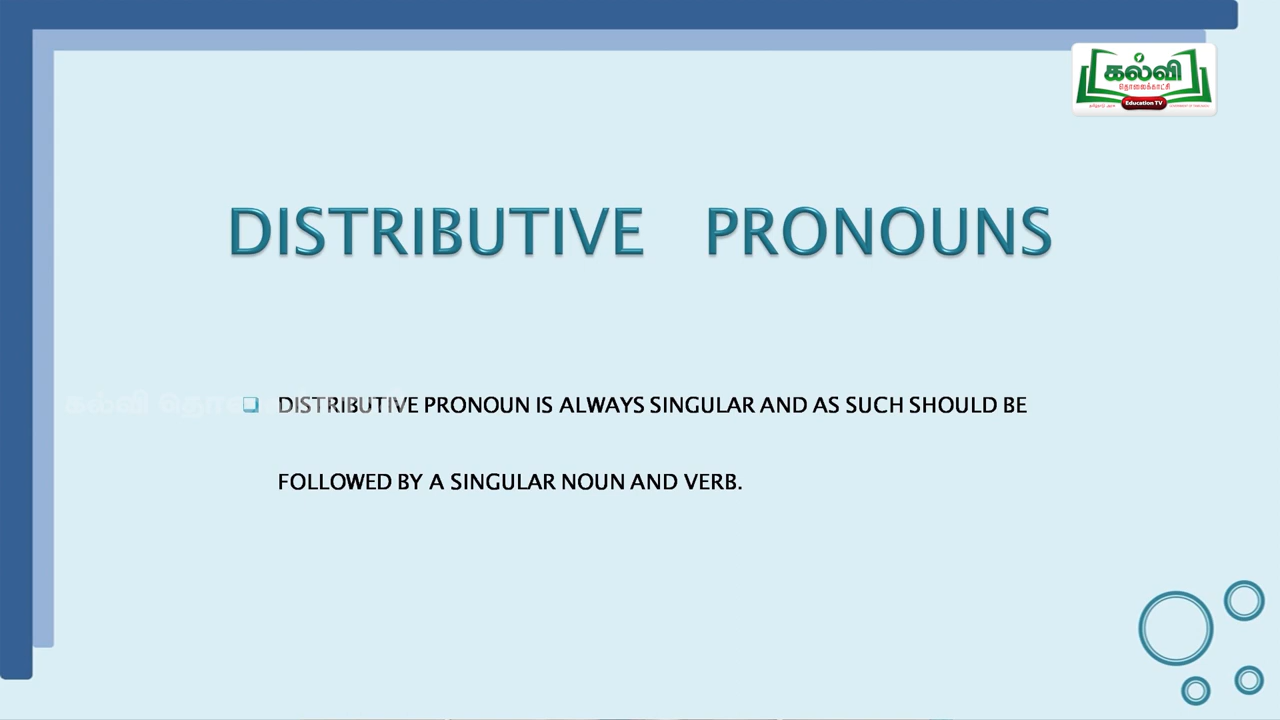 கல்வி
தொலைக்காட்சி
Education TV
DISTRIBUTIVE PRONOUNS
DISTRIBUTIVE PRONOUN IS ALWAYS SINGULAR AND AS SUCH SHOULD BE
FOLLOWED BY A SINGULAR NOUN AND VERB.